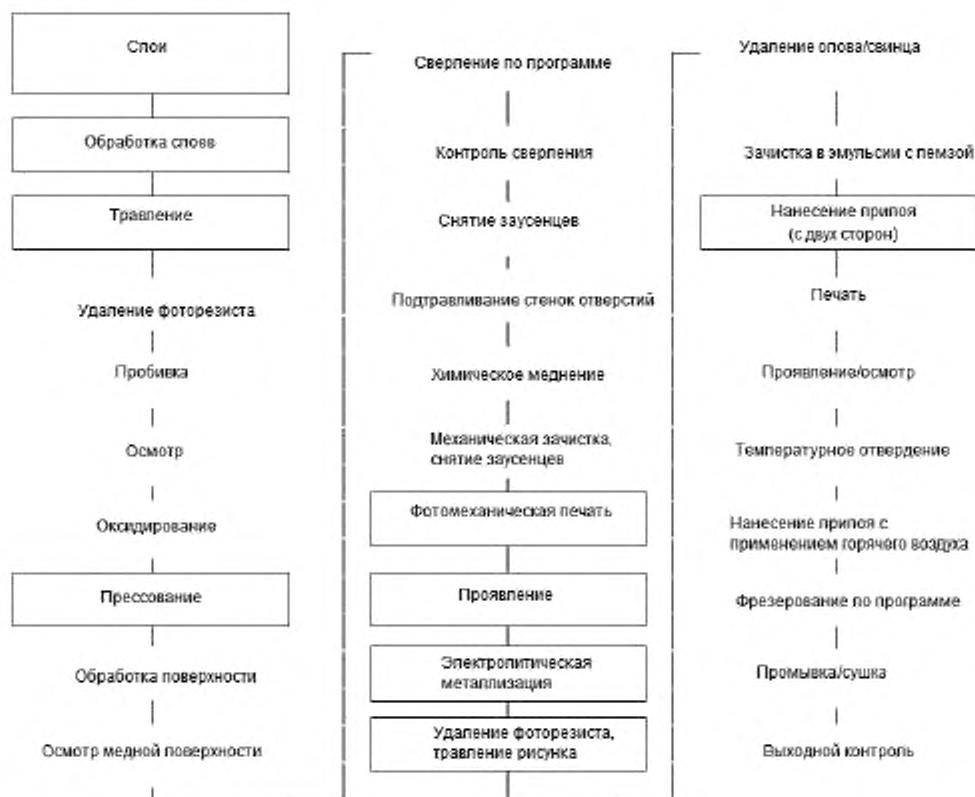 Слои
Обработка слоев
Травление
Удаление фоторезиста
Пробивка
Осмотр
Оксидирование
Прессование
Обработка поверхности
Осмотр медной поверхности
Сверление по программе
Контроль сверления
Снятие заусенцев
Подтравливание стенок отверстий
Химическое меднение
Механическая зачистка,
снятие заусенцев
Фотомеханическая печать
Проявление
Электролитическая
металлизация
Удаление фоторезиста,
травление рисунка
Удаление олова/свинца
Зачистка в эмульсии с пемзой
Нанесение припоя
(с двух сторон)
Печать
Проявление/осмотр
Температурное отвердение
Нанесение припоя с
применением горячего воздуха
Фрезерование по программе
Промывка/сушка
Выходной контроль